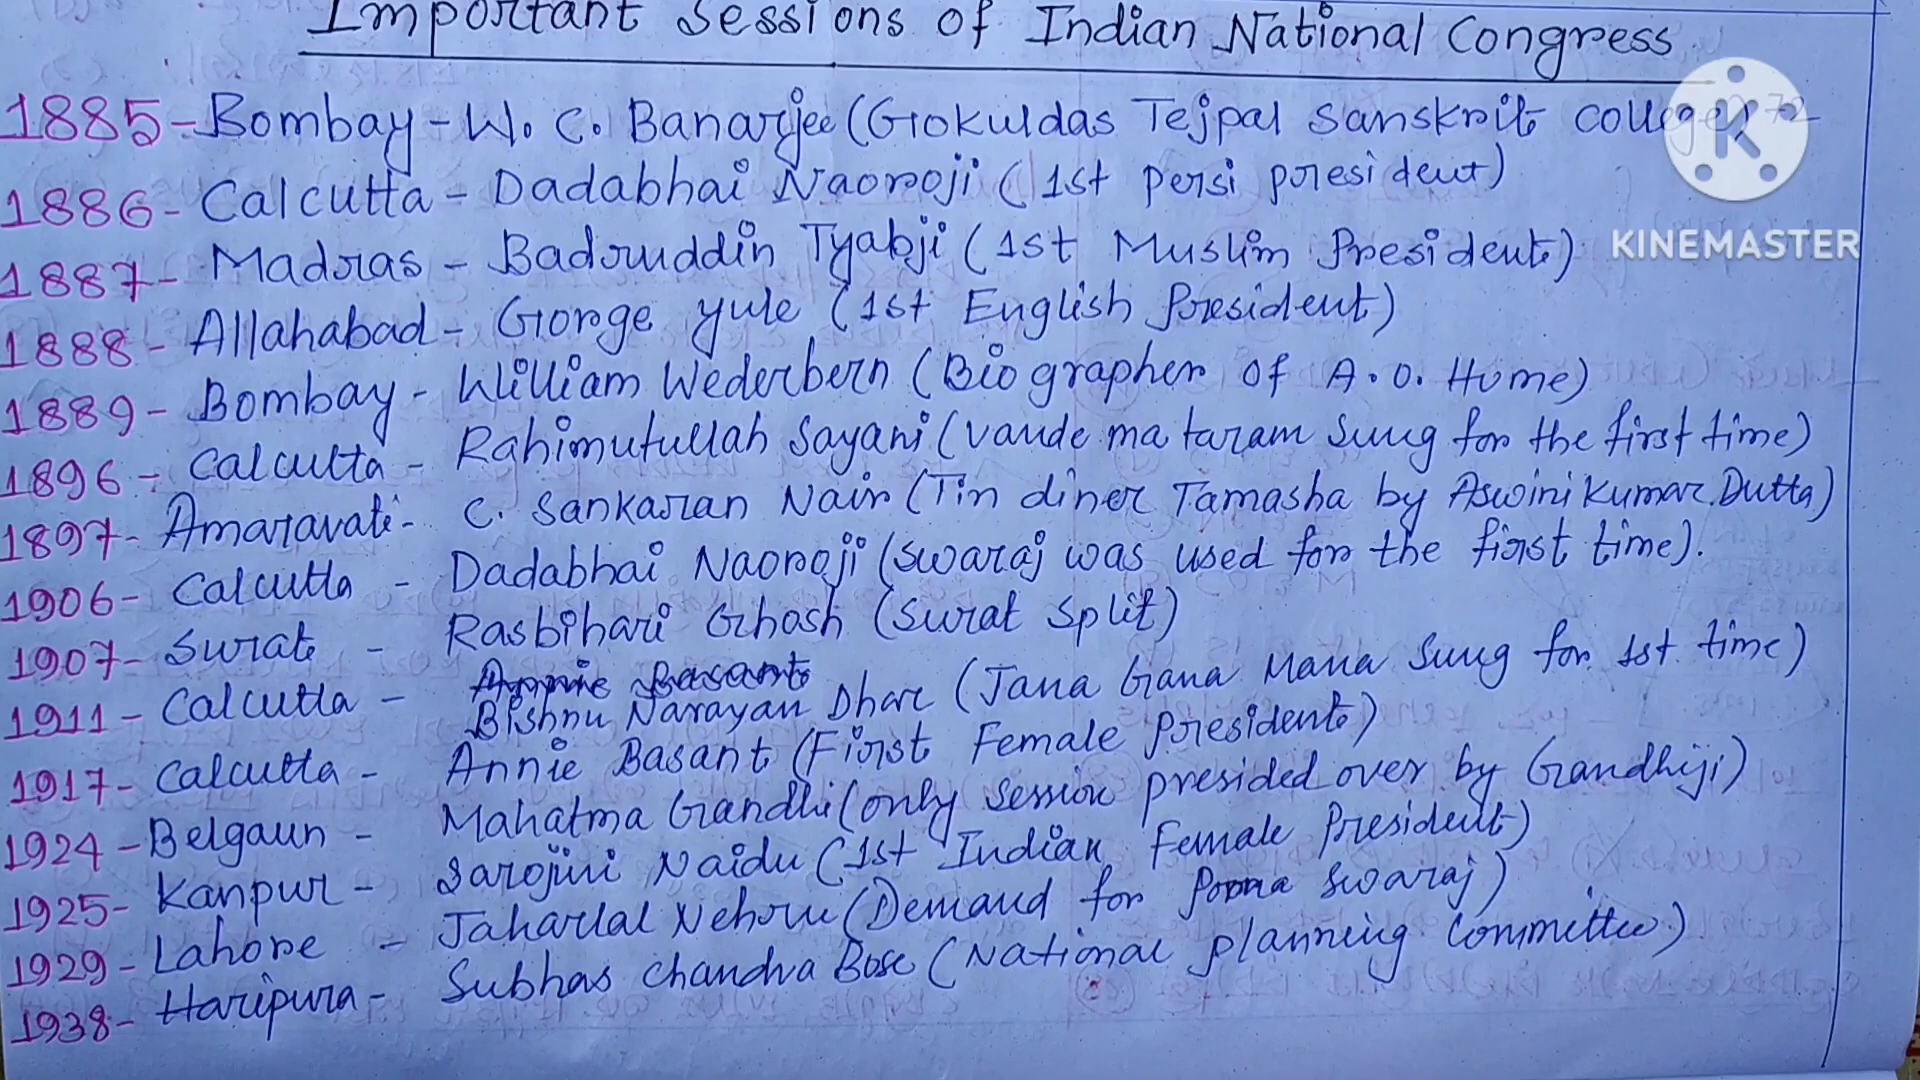 Important Sessions of Indian National Congress
1885- Bombay - W. C. Banarjee (Gokuldas Tejpal Sanskrit College) 72
1886- Calcutta - Dadabhai Naoroji (1st Persi president)
1887- Madras - Badruddin Tyabji (1st Muslim President)
1888- Allahabad - Gorge Yule (1st English President)
1889- Bombay - William Wederbern (Biographer of A.O. Hume)
1896- Calcutta - Rahimutullah Sayani (Vande mataram sung for the first time)
1897- Amaravati - C. Sankaran Nair (Tin diner Tamasha by Aswini Kumar Dutta)
1906- Calcutta - Dadabhai Naoroji (Swaraj was used for the first time).
1907- Surat - Rasbihari Ghosh (Surat Split)
Annie Basant
1911- Calcutta - Bishnu Narayan Dhar (Jana Gana Mana Sung for 1st time)
1917- Calcutta - Annie Basant (First Female President)
1924- Belgaun - Mahatma Gandhi (only session presided over by Gandhiji)
1925- Kanpur - Sarojini Naidu (1st Indian Female President)
1929- Lahore - Jaharlal Nehru (Demand for Swaraj)
1938- Haripura - Subhas Chandra Bose (National Planning Committee)
KINEMASTER